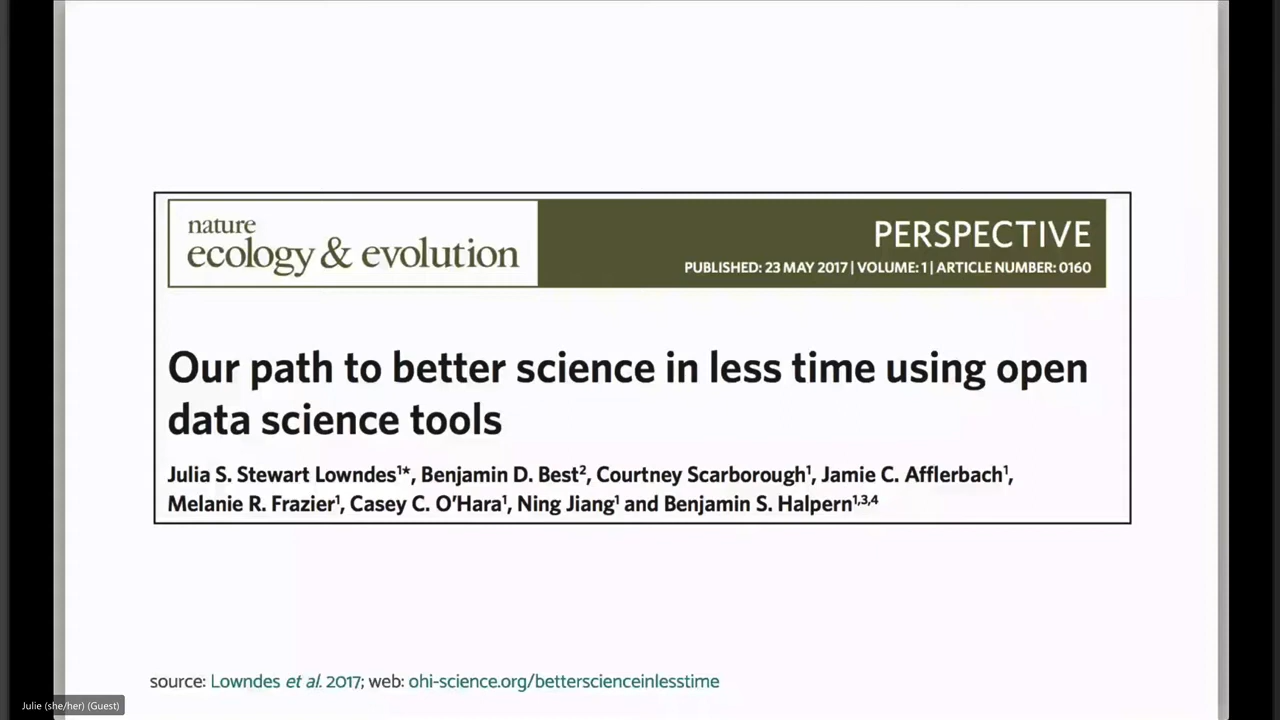 nature
ecology & evolution
PERSPECTIVE
PUBLISHED: 23 MAY 2017 | VOLUME: 1 | ARTICLE NUMBER: 0160
Our path to better science in less time using open
data science tools
Julia S. Stewart Lowndes¹*, Benjamin D. Best², Courtney Scarborough¹, Jamie C. Afflerbach¹,
Melanie R. Frazier¹, Casey C. O’Hara¹, Ning Jiang¹ and Benjamin S. Halpern¹,³,⁴
source: Lowndes et al. 2017; web: ohi-science.org/betterscienceinlesstime
Julie (she/her) (Guest)